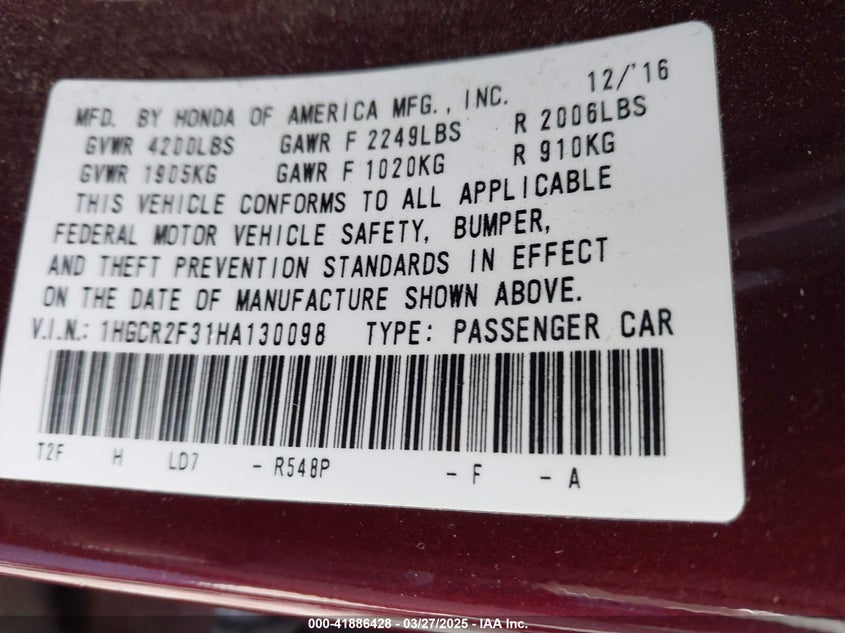 12/'16
MFD. BY HONDA OF AMERICA MFG., INC.
GVWR 4200LBS GAWR F 2249LBS R 2006LBS
GVWR 1905KG GAWR F 1020KG R 910KG
THIS VEHICLE CONFORMS TO ALL APPLICABLE
FEDERAL MOTOR VEHICLE SAFETY, BUMPER,
AND THEFT PREVENTION STANDARDS IN EFFECT
ON THE DATE OF MANUFACTURE SHOWN ABOVE.
V.I.N.: 1HGCR2F31HA130098 TYPE: PASSENGER CAR
T2F H LD7 - R548P - F - A
000-41886428 - 03/27/2025 - IAA Inc.